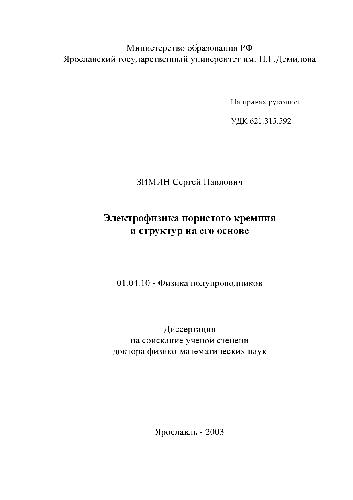 Министерство образования РФ
Ярославский государственный университет им. П.Г.Демидова
На правах рукописи
УДК 621.315.592
ЗИМИН Сергей Павлович
Электрофизика пористого кремния
и структур на его основе
01.04.10 - Физика полупроводников
Диссертация
на соискание ученой степени
доктора физико-математических наук
Ярославль - 2003